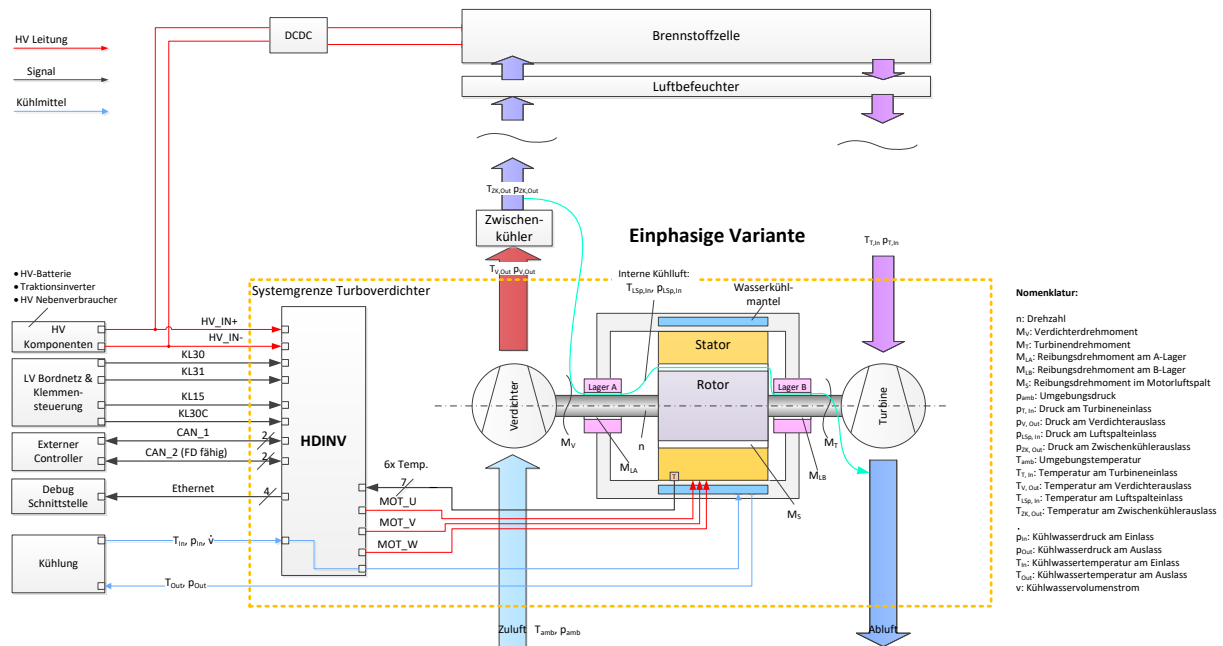 HV Leitung
Signal
Kühlmittel
DCDC
Brennstoffzelle
Luftbefeuchter
T_ZK,Out p_ZK,Out
Zwischen-
kühler
T_V,Out p_V,Out
Einphasige Variante
T_T,In p_T,In
Interne Kühlluft:
T_LSp,In, p_LSp,In
Wasserkühl-
mantel
• HV-Batterie
• Traktionsinverter
• HV Nebenverbraucher
Systemgrenze Turboverdichter
HV
Komponenten
HV_IN+
HV_IN-
LV Bordnetz &
Klemmen-
steuerung
KL30
KL31
KL15
KL30C
Externer
Controller
CAN_1
2
CAN_2 (FD fähig)
2
Debug
Schnittstelle
Ethernet
4
Kühlung
T_In, p_In, v̇
T_Out, p_Out
HDINV
6x Temp.
7
MOT_U
MOT_V
MOT_W
Verdichter
M_V
Lager A
M_LA
n
Stator
Rotor
T
M_S
Lager B
M_LB
M_T
Turbine
Zuluft T_amb, p_amb
Abluft
Nomenklatur:
n: Drehzahl
M_V: Verdichterdrehmoment
M_T: Turbinendrehmoment
M_LA: Reibungsdrehmoment am A-Lager
M_LB: Reibungsdrehmoment am B-Lager
M_S: Reibungsdrehmoment im Motorluftspalt
p_amb: Umgebungsdruck
p_T, In: Druck am Turbineneinlass
p_V, Out: Druck am Verdichterauslass
p_LSp, In: Druck am Luftspalteinlass
p_ZK, Out: Druck am Zwischenkühlerauslass
T_amb: Umgebungstemperatur
T_T, In: Temperatur am Turbineneinlass
T_V, Out: Temperatur am Verdichterauslass
T_LSp, In: Temperatur am Luftspalteinlass
T_ZK, Out: Temperatur am Zwischenkühlerauslass
.
p_In: Kühlwasserdruck am Einlass
p_Out: Kühlwasserdruck am Auslass
T_In: Kühlwassertemperatur am Einlass
T_Out: Kühlwassertemperatur am Auslass
v: Kühlwasservolumenstrom